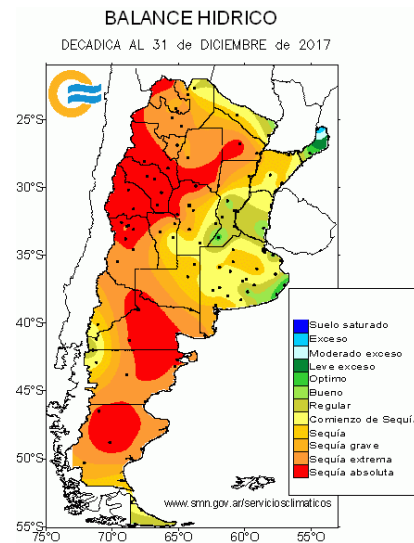 BALANCE HIDRICO
DECADICA AL 31 de DICIEMBRE de 2017
25°S
30°S
35°S
40°S
45°S
50°S
55°S
75°O
70°O
65°O
60°O
55°O
Suelo saturado
Exceso
Moderado exceso
Leve exceso
Optimo
Bueno
Regular
Comienzo de Sequí
Sequía
Sequía grave
Sequía extrema
Sequía absoluta
www.smn.gov.ar/serviciosclimaticos